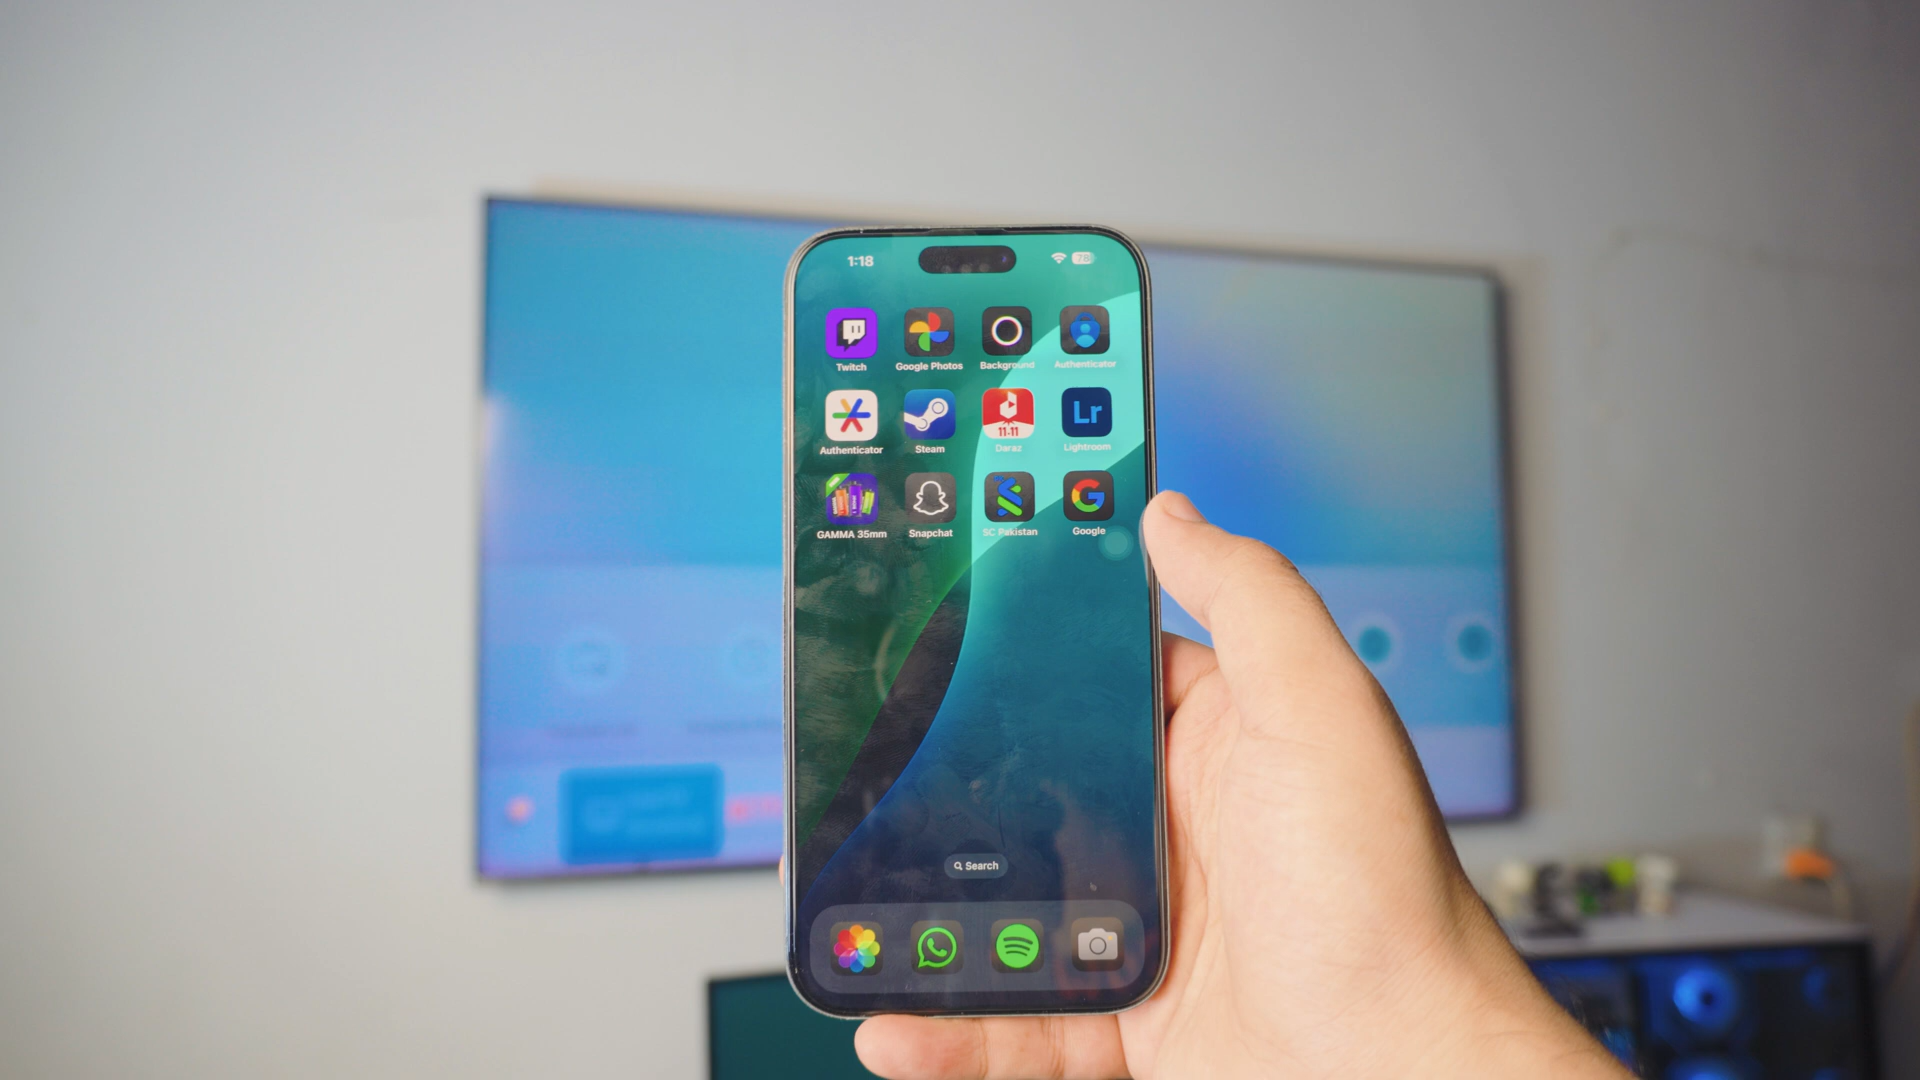 1:18
78
Twitch
Google Photos
Background
Authenticator
Authenticator
Steam
11.11
Daraz
Lr
Lightroom
GAMMA 35mm
Snapchat
SC Pakistan
G
Google
Search